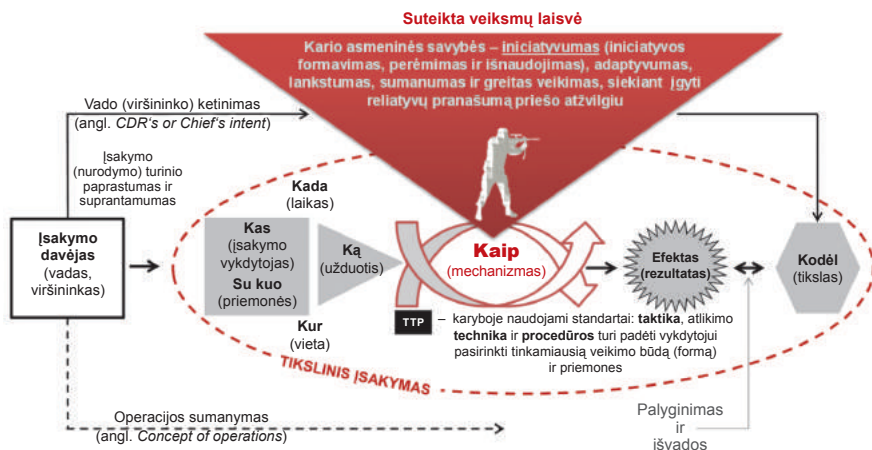 Suteikta veiksmų laisvė
Kario asmeninės savybės – iniciatyvumas (iniciatyvos
formavimas, perėmimas ir išnaudojimas), adaptyvumas,
lankstumas, sumanumas ir greitas veikimas, siekiant įgyti
reliatyvų pranašumą priešo atžvilgiu
Vado (viršininko) ketinimas
(angl. CDR's or Chief's intent)
Įsakymo
(nurodymo) turinio
paprastumas ir
suprantamumas
Įsakymo
davėjas
(vadas,
viršininkas)
Kada
(laikas)
Kas
(įsakymo
vykdytojas)
Su kuo
(priemonės)
Ką
(užduotis)
Kur
(vieta)
Kaip
(mechanizmas)
Efektas
(rezultatas)
Kodėl
(tikslas)
TTP – karyboje naudojami standartai: taktika, atlikimo
technika ir procedūros turi padėti vykdytojui
pasirinkti tinkamiausią veikimo būdą (formą)
ir priemones
TIKSLINIS ĮSAKYMAS
Operacijos sumanymas
(angl. Concept of operations)
Palyginimas
ir
išvados